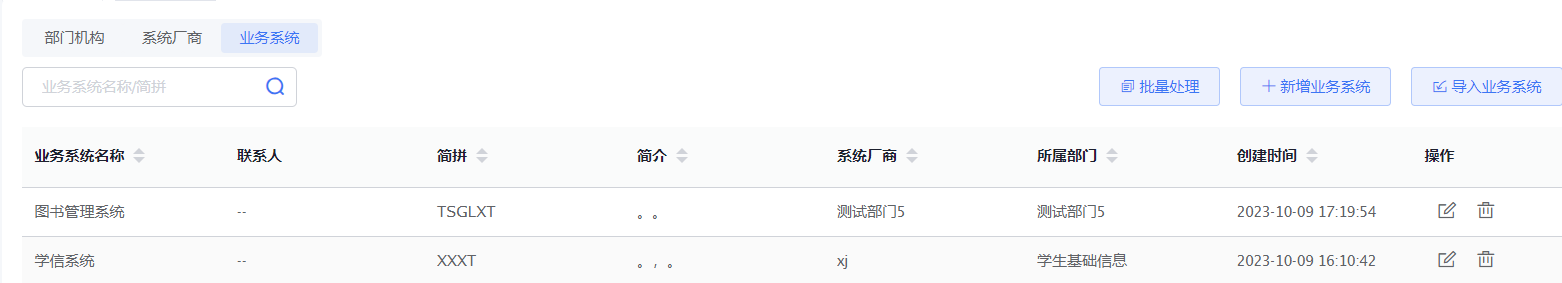 部门机构 系统厂商 业务系统
业务系统名称/简拼 批量处理 新增业务系统 导入业务系统
业务系统名称 联系人 简拼 简介 系统厂商 所属部门 创建时间 操作
图书管理系统 -- TSGLXT 。。 测试部门5 测试部门5 2023-10-09 17:19:54
学信系统 -- XXXT 。，。 xj 学生基础信息 2023-10-09 16:10:42